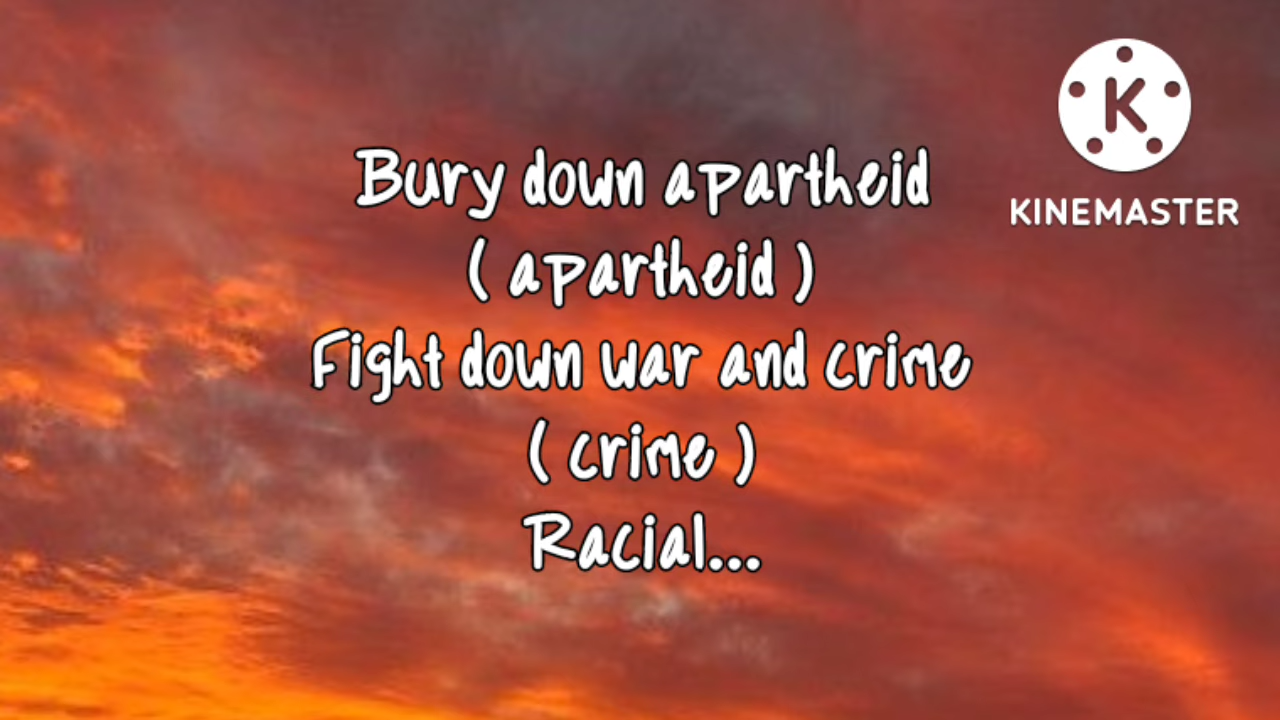 K
KINEMASTER
Bury down apartheid
( apartheid )
Fight down war and crime
( crime )
Racial...